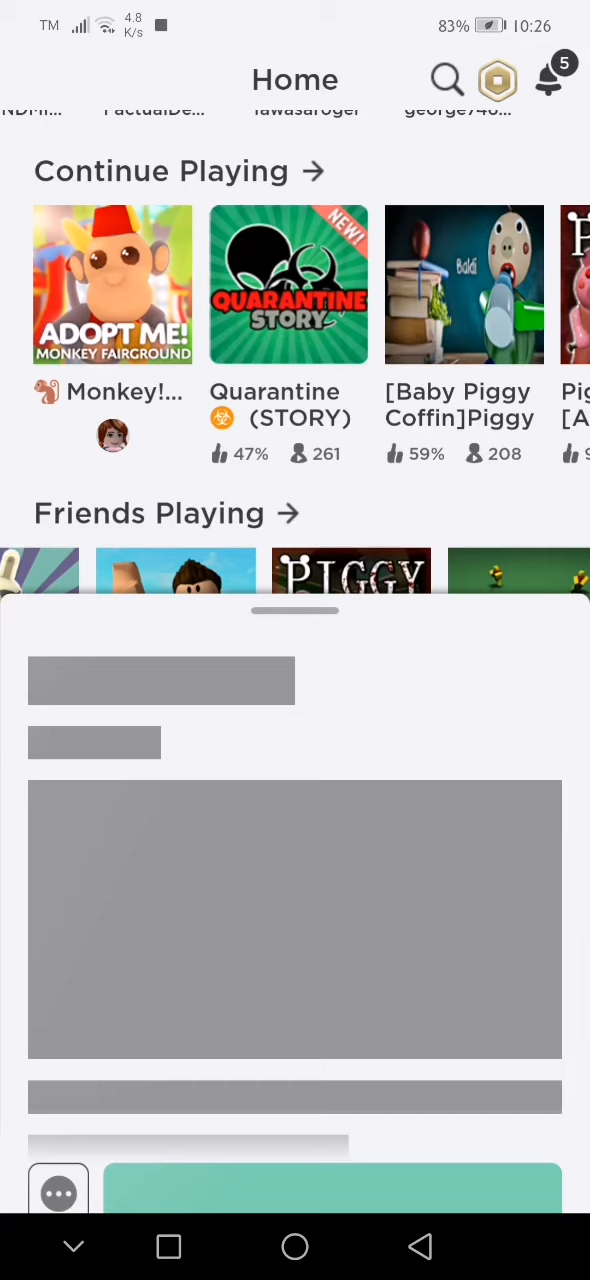 TM 4.8 K/s 83% 10:26
Home 5
Continue Playing →
NEW!
Baldi
ADOPT ME!
MONKEY FAIRGROUND
QUARANTINE
STORY
🐒 Monkey!...
Quarantine
☣ (STORY)
[Baby Piggy
Coffin]Piggy
Pig
[A
47% 261
59% 208
Friends Playing →
PIGGY